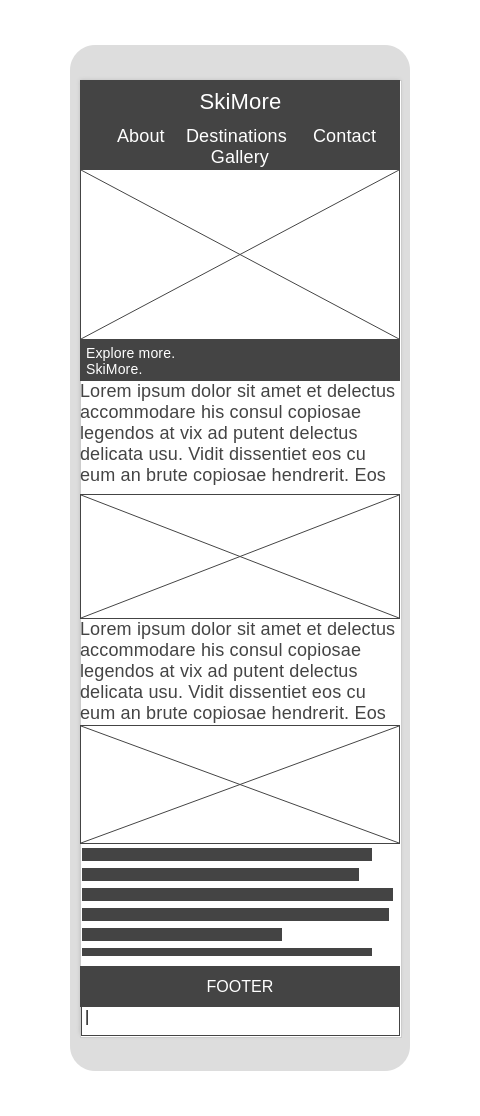 SkiMore
About Destinations Contact
Gallery
Explore more.
SkiMore.
Lorem ipsum dolor sit amet et delectus
accommodare his consul copiosae
legendos at vix ad putent delectus
delicata usu. Vidit dissentiet eos cu
eum an brute copiosae hendrerit. Eos
Lorem ipsum dolor sit amet et delectus
accommodare his consul copiosae
legendos at vix ad putent delectus
delicata usu. Vidit dissentiet eos cu
eum an brute copiosae hendrerit. Eos
FOOTER